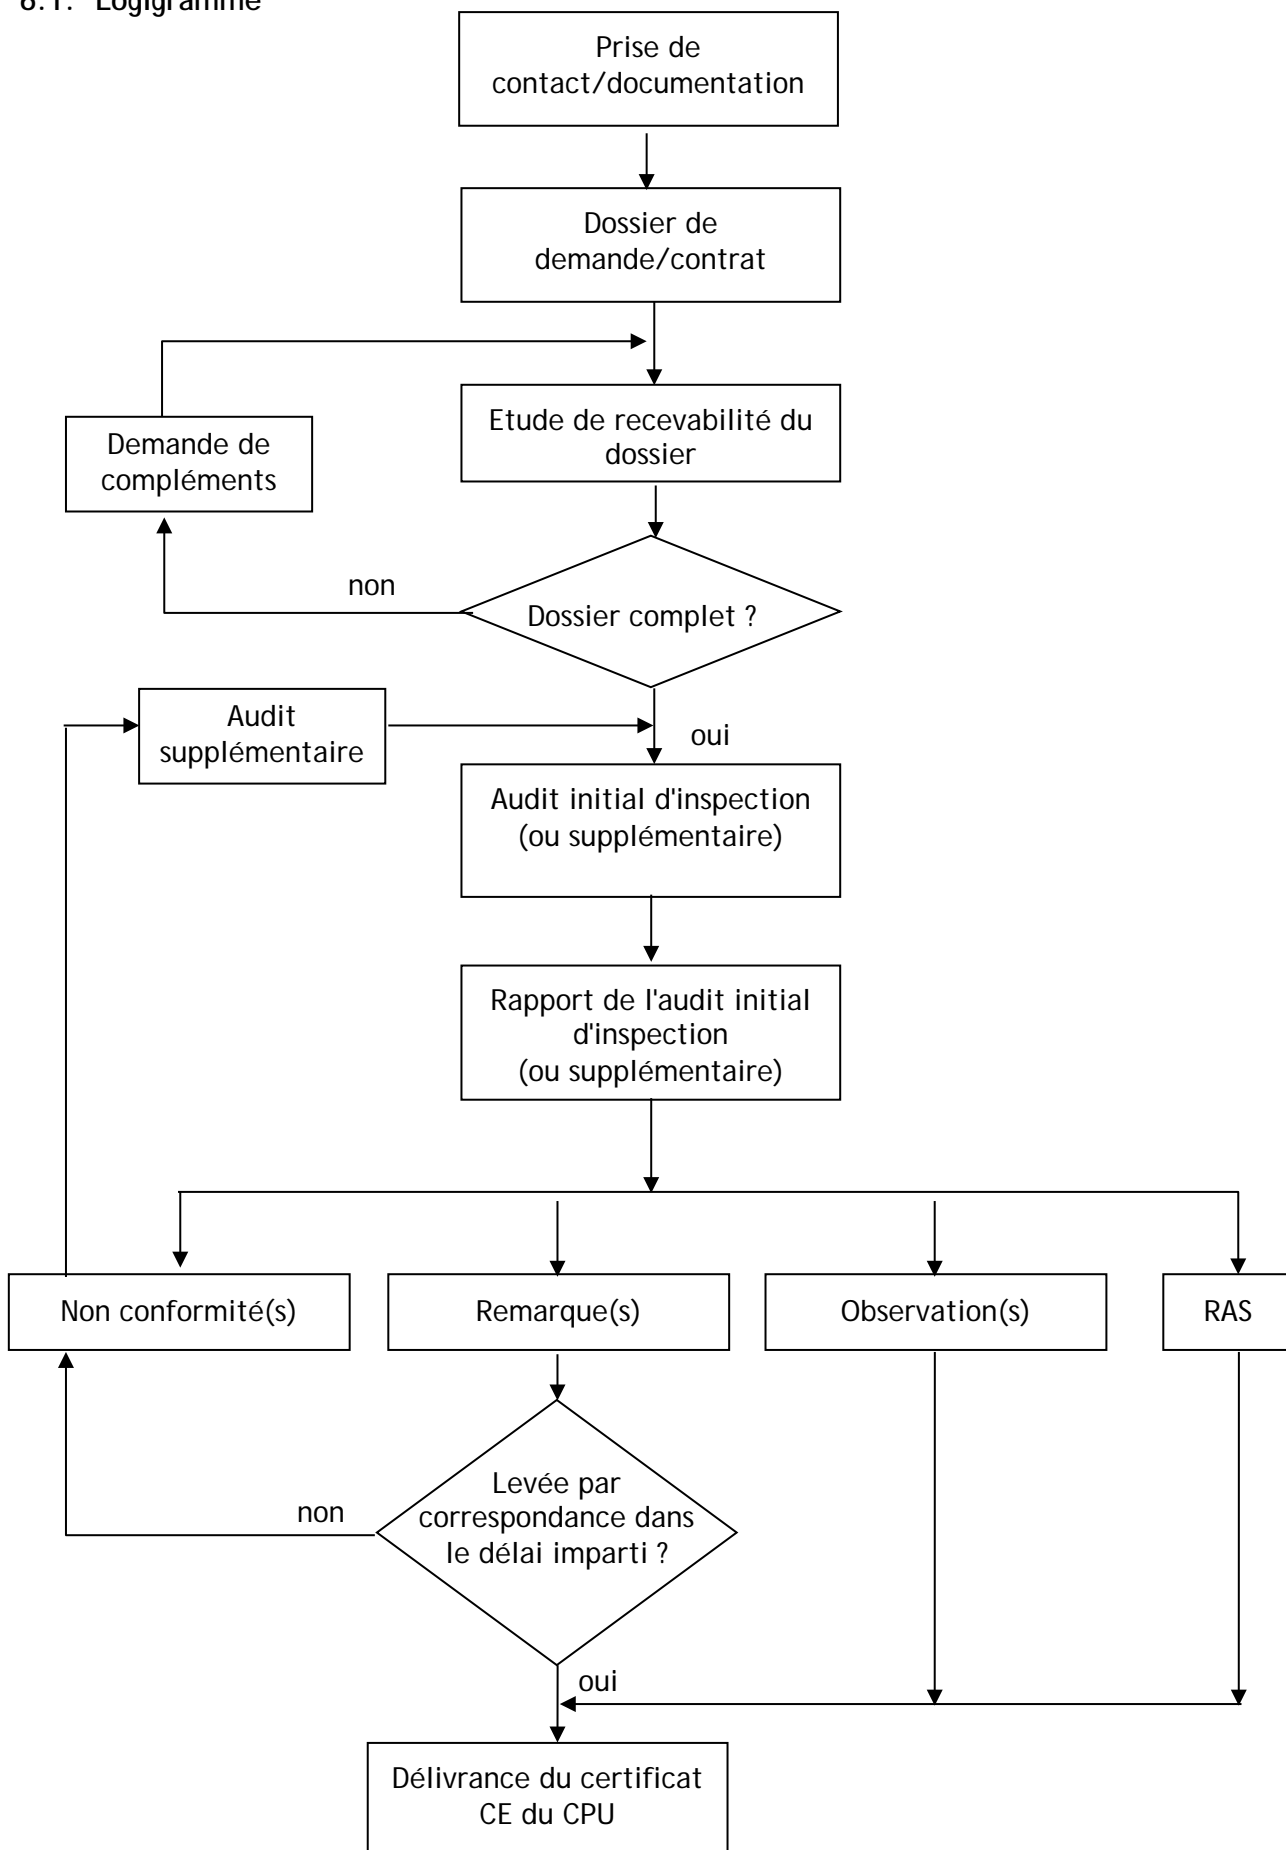 6.1. Logigramme
Prise de
contact/documentation
Dossier de
demande/contrat
Etude de recevabilité du
dossier
Demande de
compléments
non
Dossier complet ?
Audit
supplémentaire
oui
Audit initial d'inspection
(ou supplémentaire)
Rapport de l'audit initial
d'inspection
(ou supplémentaire)
Non conformité(s)
Remarque(s)
Observation(s)
RAS
Levée par
correspondance dans
le délai imparti ?
non
oui
Délivrance du certificat
CE du CPU